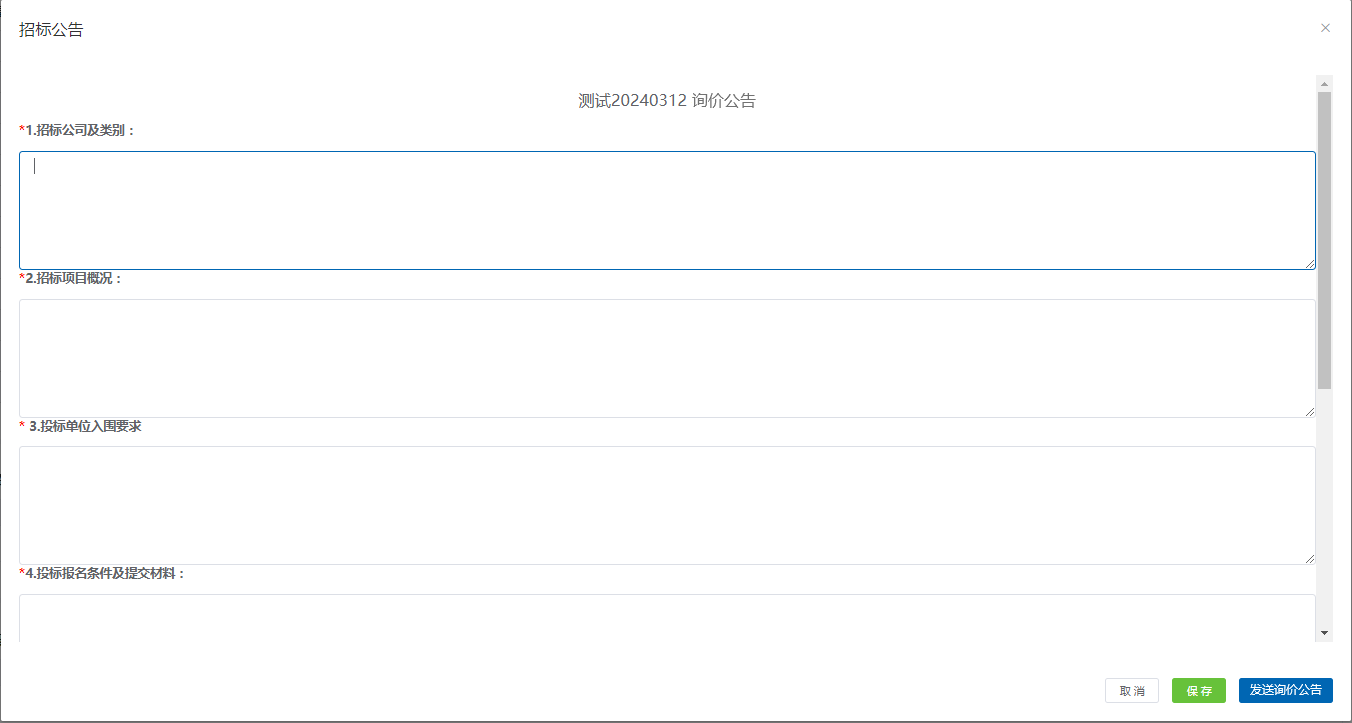 招标公告
测试20240312 询价公告
*1.招标公司及类别：
*2.招标项目概况：
* 3.投标单位入围要求
*4.投标报名条件及提交材料：
取 消
保 存
发送询价公告